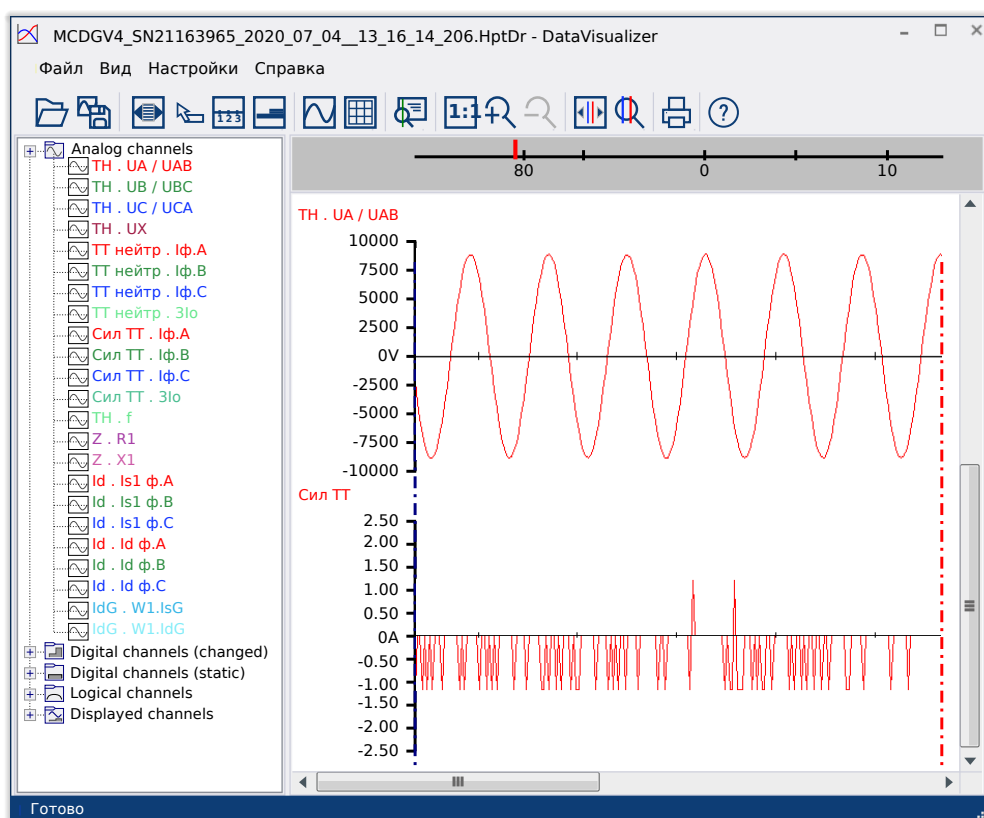 MCDGV4_SN21163965_2020_07_04__13_16_14_206.HptDr - DataVisualizer
Файл Вид Настройки Справка
1 2 3
1:1
?
Analog channels
ТН . UA / UAB
ТН . UB / UBC
ТН . UC / UCA
ТН . UX
ТТ нейтр . Iф.A
ТТ нейтр . Iф.B
ТТ нейтр . Iф.C
ТТ нейтр . 3Io
Сил ТТ . Iф.A
Сил ТТ . Iф.B
Сил ТТ . Iф.C
Сил ТТ . 3Io
ТН . f
Z . R1
Z . X1
Id . Is1 ф.A
Id . Is1 ф.B
Id . Is1 ф.C
Id . Id ф.A
Id . Id ф.B
Id . Id ф.C
IdG . W1.IsG
IdG . W1.IdG
Digital channels (changed)
Digital channels (static)
Logical channels
Displayed channels
80 0 10
ТН . UA / UAB
10000
7500
5000
2500
0V
-2500
-5000
-7500
-10000
Сил ТТ
2.50
2.00
1.50
1.00
0.50
0A
-0.50
-1.00
-1.50
-2.00
-2.50
Готово